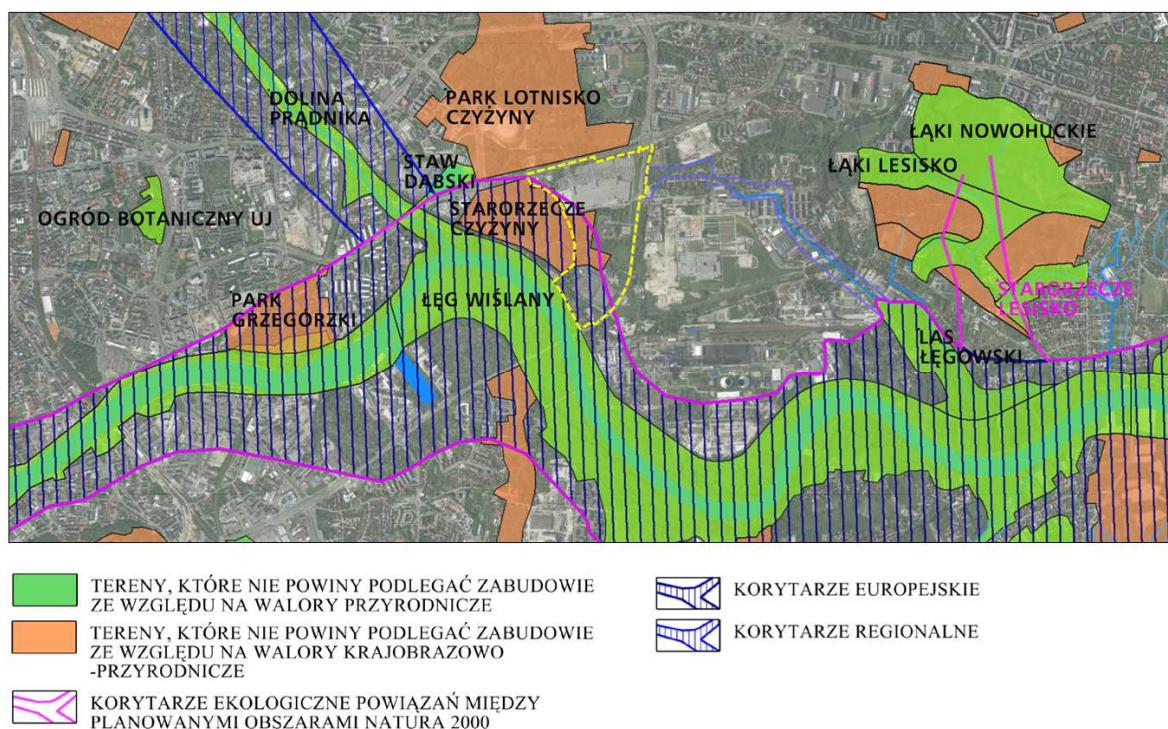 DOLINA
PRĄDNIKA
PARK LOTNISKO
CZYŻYNY
ŁĄKI NOWOHUCKIE
ŁĄKI LESISKO
STAW
DĄBSKI
STARORZECZE
CZYŻYNY
OGRÓD BOTANICZNY UJ
ŁĘG WIŚLANY
PARK
GRZEGÓRZKI
STARORZECZE
LESISKO
LAS
ŁĘGOWSKI
TERENY, KTÓRE NIE POWINY PODLEGAĆ ZABUDOWIE
ZE WZGLĘDU NA WALORY PRZYRODNICZE
TERENY, KTÓRE NIE POWINY PODLEGAĆ ZABUDOWIE
ZE WZGLĘDU NA WALORY KRAJOBRAZOWO
-PRZYRODNICZE
KORYTARZE EKOLOGICZNE POWIĄZAŃ MIĘDZY
PLANOWANYMI OBSZARAMI NATURA 2000
KORYTARZE EUROPEJSKIE
KORYTARZE REGIONALNE